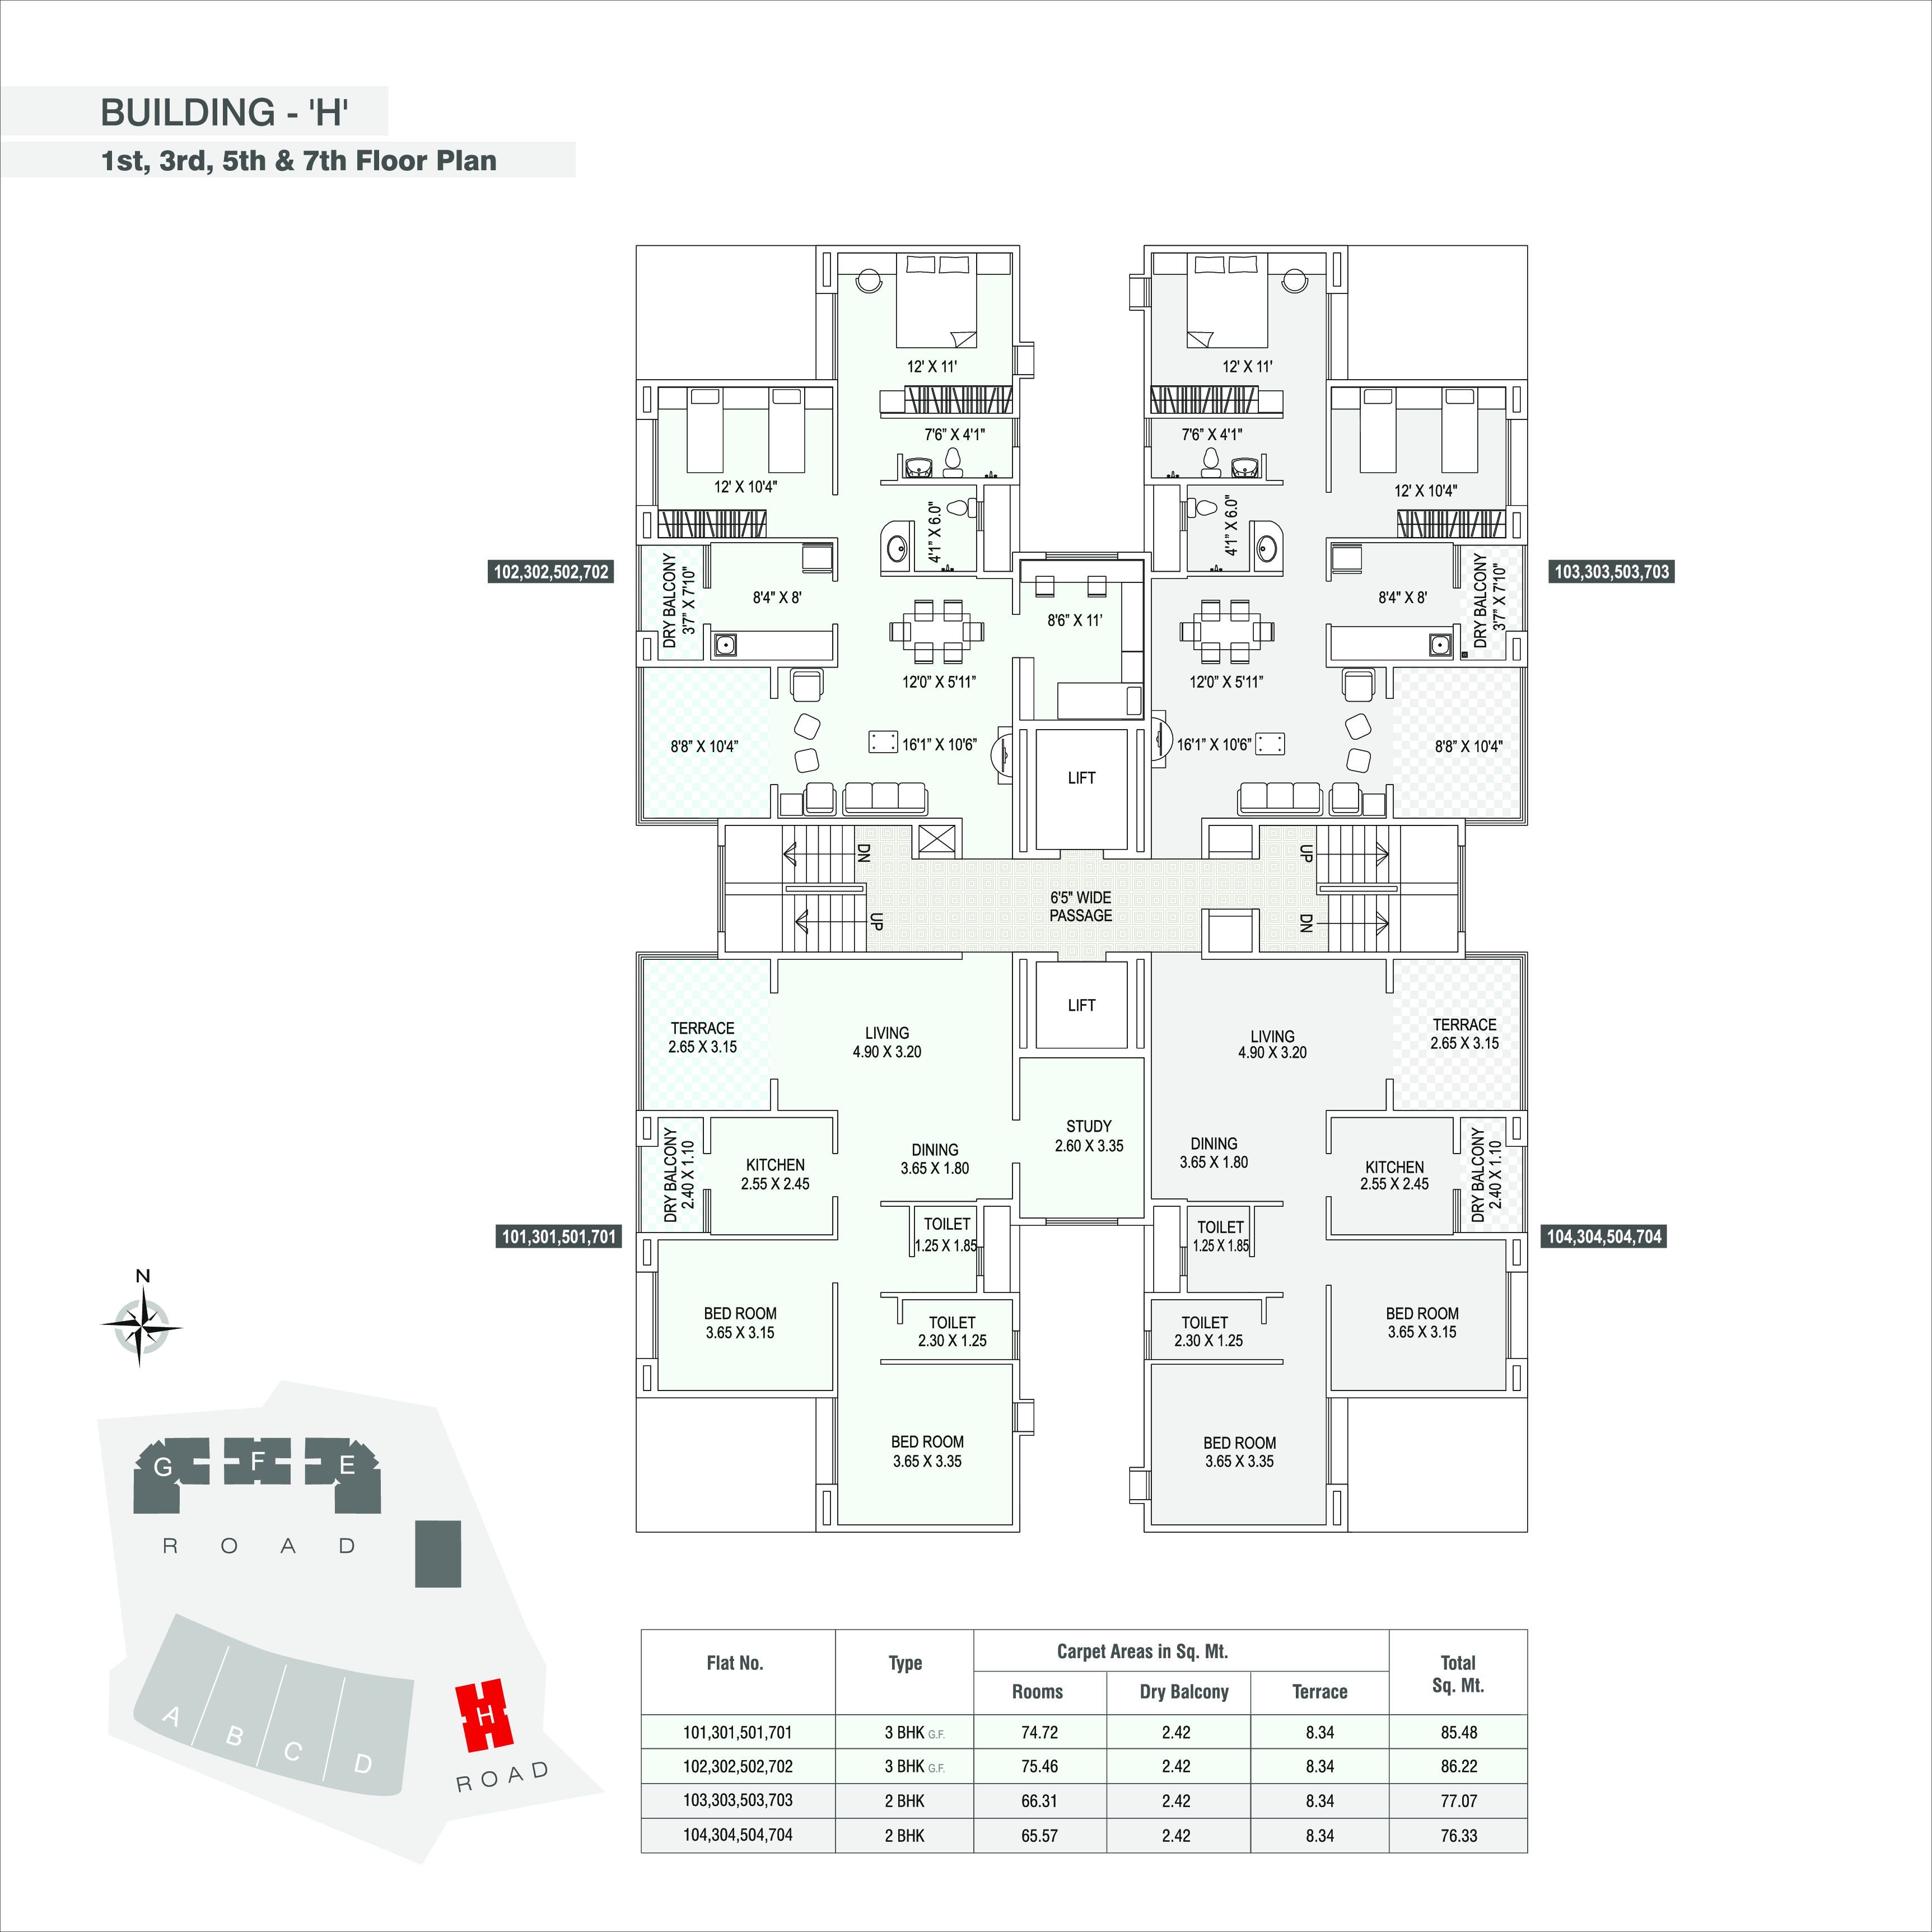 BUILDING - 'H'
1st, 3rd, 5th & 7th Floor Plan
12' X 11'
12' X 11'
7'6" X 4'1"
7'6" X 4'1"
12' X 10'4"
12' X 10'4"
4'1" X 6.0"
4'1" X 6.0"
102,302,502,702
103,303,503,703
DRY BALCONY
3'7" X 7'10"
8'4" X 8'
8'6" X 11'
8'4" X 8'
DRY BALCONY
3'7" X 7'10"
12'0" X 5'11"
12'0" X 5'11"
8'8" X 10'4"
16'1" X 10'6"
16'1" X 10'6"
8'8" X 10'4"
LIFT
DN
UP
6'5" WIDE
PASSAGE
UP
DN
LIFT
TERRACE
2.65 X 3.15
LIVING
4.90 X 3.20
LIVING
4.90 X 3.20
TERRACE
2.65 X 3.15
DRY BALCONY
2.40 X 1.10
KITCHEN
2.55 X 2.45
DINING
3.65 X 1.80
STUDY
2.60 X 3.35
DINING
3.65 X 1.80
KITCHEN
2.55 X 2.45
DRY BALCONY
2.40 X 1.10
101,301,501,701
104,304,504,704
TOILET
1.25 X 1.85
TOILET
1.25 X 1.85
BED ROOM
3.65 X 3.15
TOILET
2.30 X 1.25
TOILET
2.30 X 1.25
BED ROOM
3.65 X 3.15
BED ROOM
3.65 X 3.35
BED ROOM
3.65 X 3.35
N
G F E
ROAD
A B C D
H
ROAD
Flat No. Type Carpet Areas in Sq. Mt. Total
Sq. Mt.
Rooms Dry Balcony Terrace
101,301,501,701 3 BHK G.F. 74.72 2.42 8.34 85.48
102,302,502,702 3 BHK G.F. 75.46 2.42 8.34 86.22
103,303,503,703 2 BHK 66.31 2.42 8.34 77.07
104,304,504,704 2 BHK 65.57 2.42 8.34 76.33